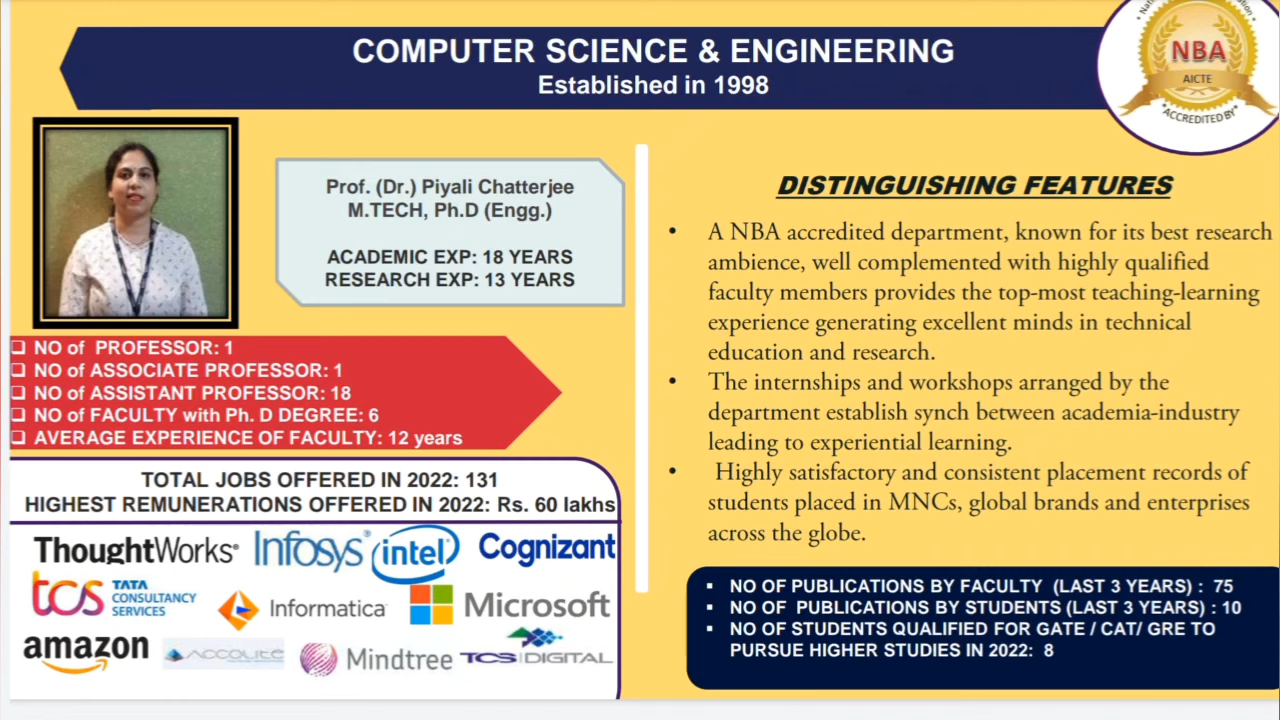 COMPUTER SCIENCE & ENGINEERING
Established in 1998
NBA
AICTE
ACCREDITED BY
Prof. (Dr.) Piyali Chatterjee
M.TECH, Ph.D (Engg.)
ACADEMIC EXP: 18 YEARS
RESEARCH EXP: 13 YEARS
❑ NO of PROFESSOR: 1
❑ NO of ASSOCIATE PROFESSOR: 1
❑ NO of ASSISTANT PROFESSOR: 18
❑ NO of FACULTY with Ph. D DEGREE: 6
❑ AVERAGE EXPERIENCE OF FACULTY: 12 years
TOTAL JOBS OFFERED IN 2022: 131
HIGHEST REMUNERATIONS OFFERED IN 2022: Rs. 60 lakhs
ThoughtWorks® Infosys® intel® Cognizant
tcs TATA
CONSULTANCY
SERVICES
Informatica
Microsoft
amazon ACCOLITE Mindtree TCS DIGITAL
DISTINGUISHING FEATURES
• A NBA accredited department, known for its best research
ambience, well complemented with highly qualified
faculty members provides the top-most teaching-learning
experience generating excellent minds in technical
education and research.
• The internships and workshops arranged by the
department establish synch between academia-industry
leading to experiential learning.
• Highly satisfactory and consistent placement records of
students placed in MNCs, global brands and enterprises
across the globe.
▪ NO OF PUBLICATIONS BY FACULTY (LAST 3 YEARS) : 75
▪ NO OF PUBLICATIONS BY STUDENTS (LAST 3 YEARS) : 10
▪ NO OF STUDENTS QUALIFIED FOR GATE / CAT/ GRE TO
PURSUE HIGHER STUDIES IN 2022: 8